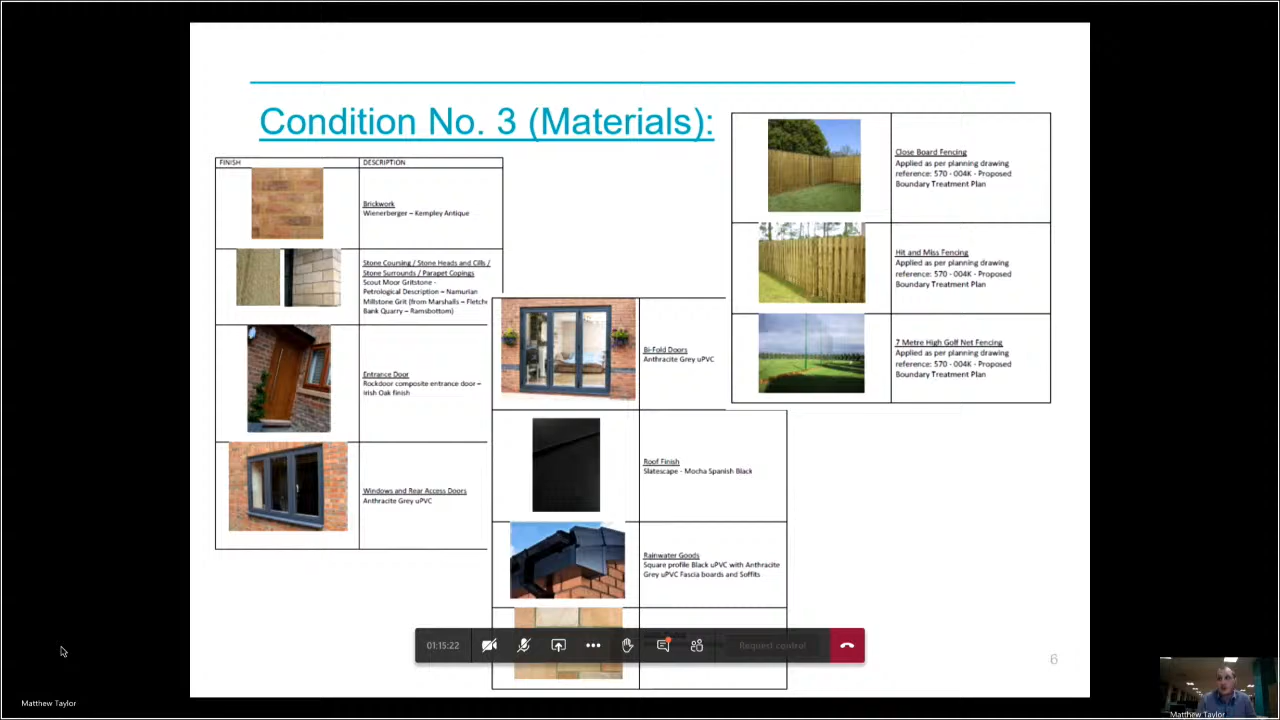 Condition No. 3 (Materials):
FINISH
DESCRIPTION
Brickwork
Wienerberger – Kempley Antique
Stone Coursing / Stone Heads and Cills /
Stone Surrounds / Parapet Copings
Scout Moor Gritstone -
Petrological Description – Namurian
Millstone Grit (from Marshalls – Fletche
Bank Quarry – Ramsbottom)
Entrance Door
Rockdoor composite entrance door –
Irish Oak finish
Windows and Rear Access Doors
Anthracite Grey uPVC
Bi-Fold Doors
Anthracite Grey uPVC
Roof Finish
Slatescape - Mocha Spanish Black
Rainwater Goods
Square profile Black uPVC with Anthracite
Grey uPVC Fascia boards and Soffits
Close Board Fencing
Applied as per planning drawing
reference: 570 - 004K - Proposed
Boundary Treatment Plan
Hit and Miss Fencing
Applied as per planning drawing
reference: 570 - 004K - Proposed
Boundary Treatment Plan
7 Metre High Golf Net Fencing
Applied as per planning drawing
reference: 570 - 004K - Proposed
Boundary Treatment Plan
01:15:22
Request control
6
Matthew Taylor
Matthew Taylor